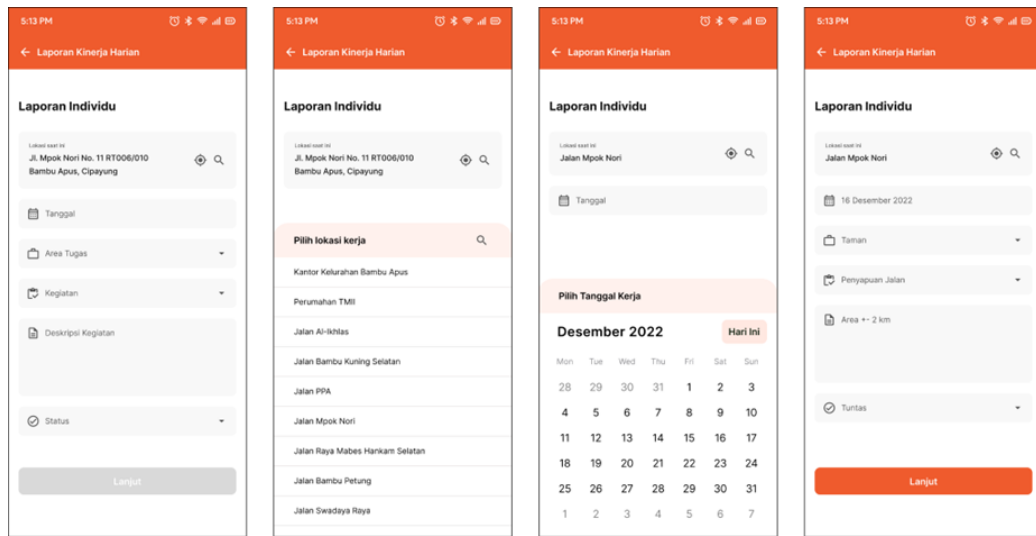 5:13 PM
Laporan Kinerja Harian
Laporan Individu
Lokasi saat ini
Jl. Mpok Nori No. 11 RT006/010
Bambu Apus, Cipayung
Tanggal
Area Tugas
Kegiatan
Deskripsi Kegiatan
Status
Lanjut
5:13 PM
Laporan Kinerja Harian
Laporan Individu
Lokasi saat ini
Jl. Mpok Nori No. 11 RT006/010
Bambu Apus, Cipayung
Pilih lokasi kerja
Kantor Kelurahan Bambu Apus
Perumahan TMII
Jalan Al-Ikhlas
Jalan Bambu Kuning Selatan
Jalan PPA
Jalan Mpok Nori
Jalan Raya Mabes Hankam Selatan
Jalan Bambu Petung
Jalan Swadaya Raya
5:13 PM
Laporan Kinerja Harian
Laporan Individu
Lokasi saat ini
Jalan Mpok Nori
Tanggal
Pilih Tanggal Kerja
Desember 2022 Hari Ini
Mon Tue Wed Thu Fri Sat Sun
28 29 30 31 1 2 3
4 5 6 7 8 9 10
11 12 13 14 15 16 17
18 19 20 21 22 23 24
25 26 27 28 29 30 31
1 2 3 4 5 6 7
5:13 PM
Laporan Kinerja Harian
Laporan Individu
Lokasi saat ini
Jalan Mpok Nori
16 Desember 2022
Taman
Penyapuan Jalan
Area +- 2 km
Tuntas
Lanjut